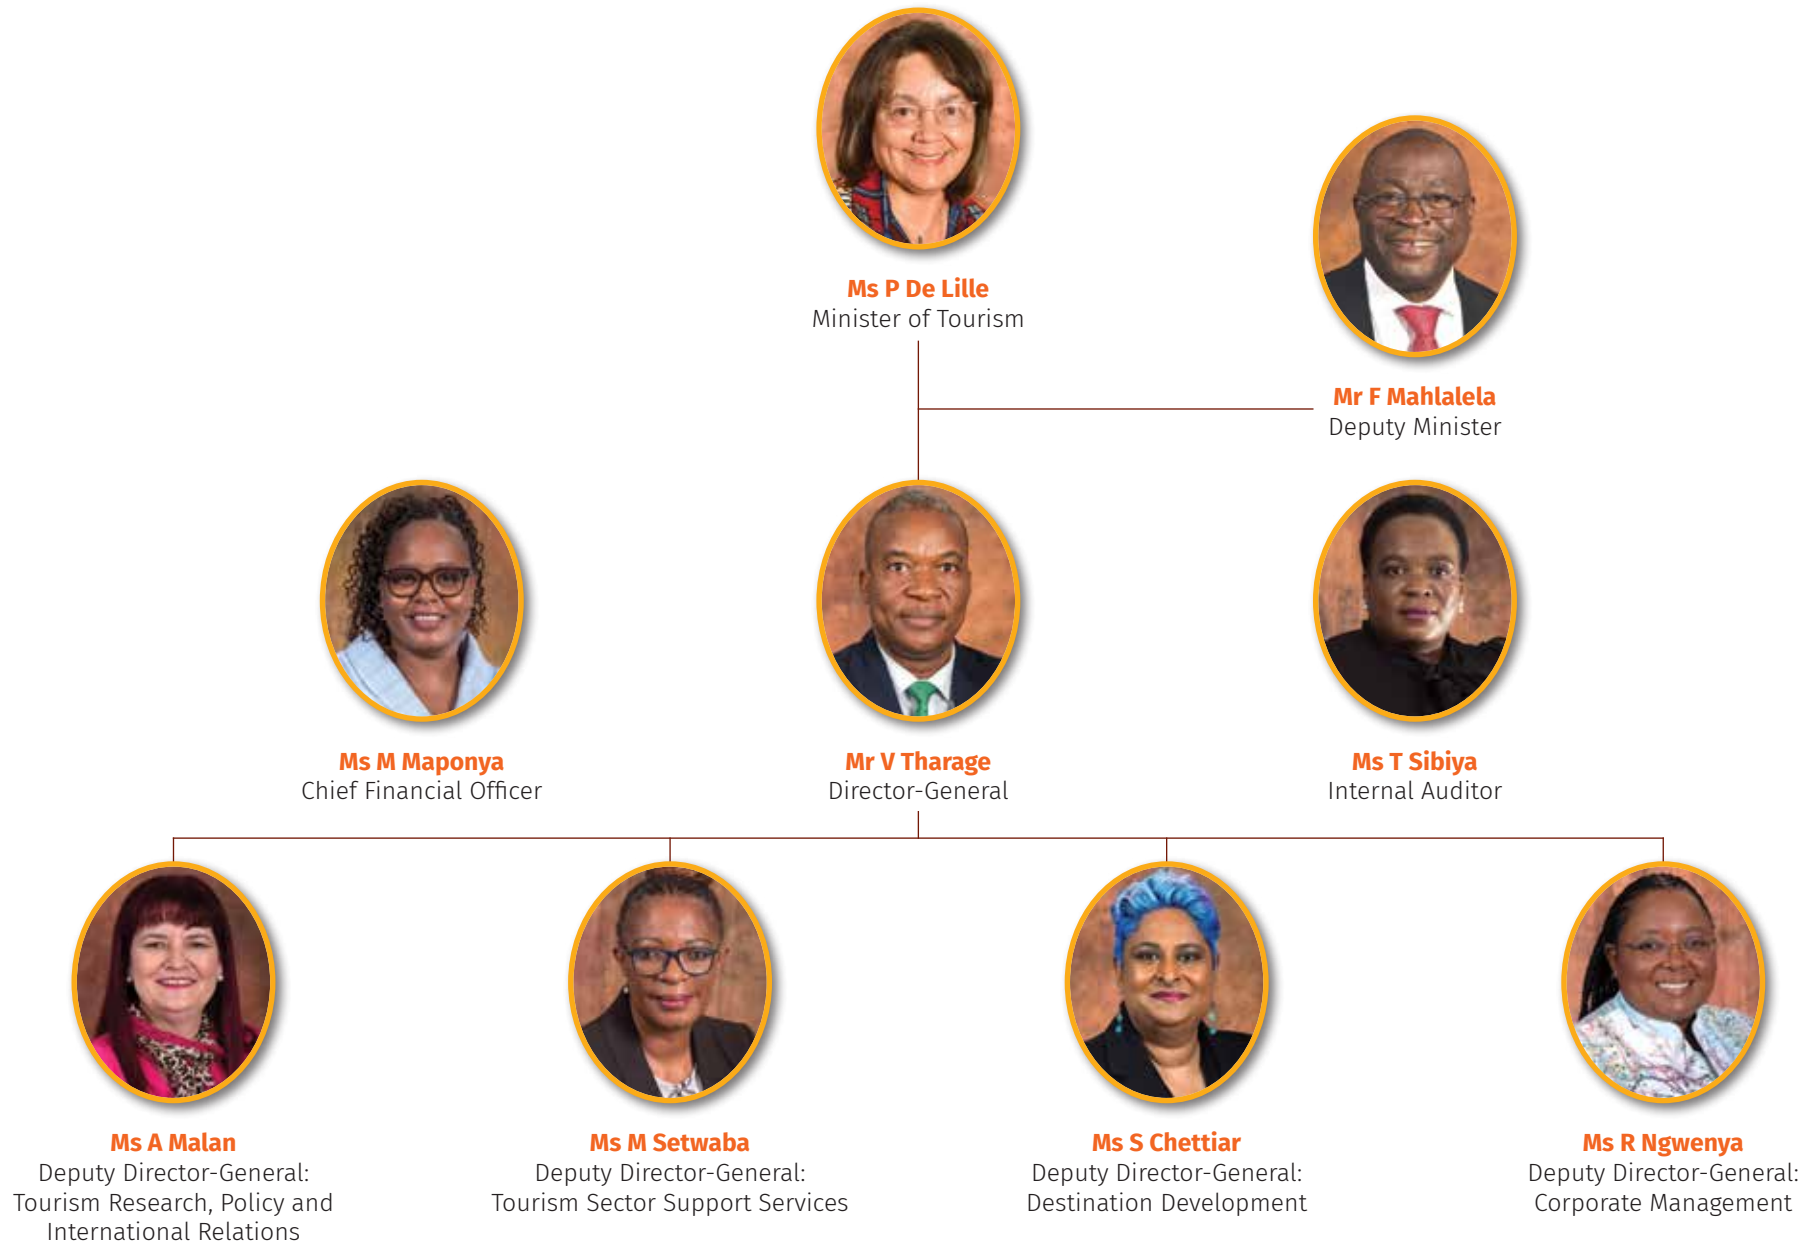 Ms P De Lille
Minister of Tourism
Mr F Mahlalela
Deputy Minister
Ms M Maponya
Chief Financial Officer
Mr V Tharage
Director-General
Ms T Sibiya
Internal Auditor
Ms A Malan
Deputy Director-General:
Tourism Research, Policy and
International Relations
Ms M Setwaba
Deputy Director-General:
Tourism Sector Support Services
Ms S Chettiar
Deputy Director-General:
Destination Development
Ms R Ngwenya
Deputy Director-General:
Corporate Management